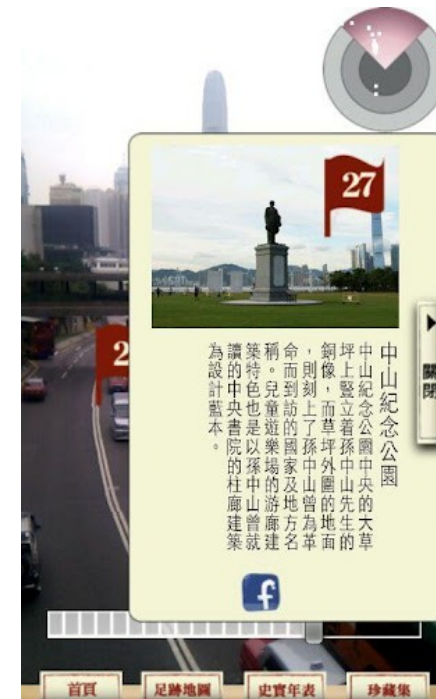 27
2
中山紀念公園
中山紀念公園中央的大草
坪上豎立着孫中山先生的
銅像，而草坪外圍的地面
，則刻上了孫中山曾為革
命而到訪的國家及地方名
稱。兒童遊樂場的游廊建
築特色也是以孫中山曾就
讀的中央書院的柱廊建築
為設計藍本。
關閉
f
首頁
足跡地圖
史實年表
珍藏集